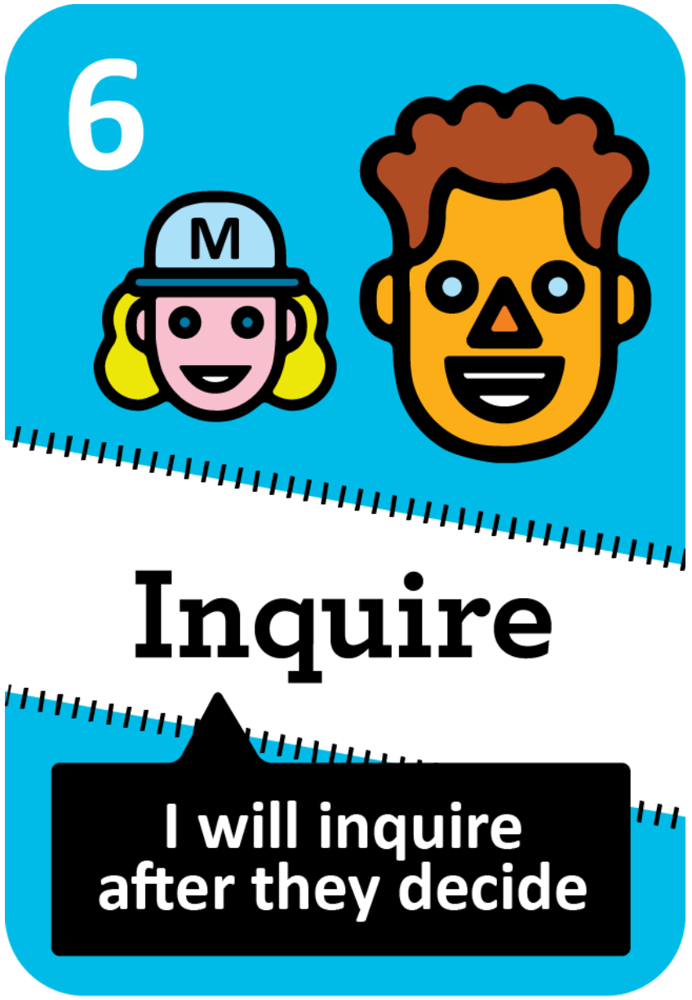 6
M
Inquire
I will inquire
after they decide